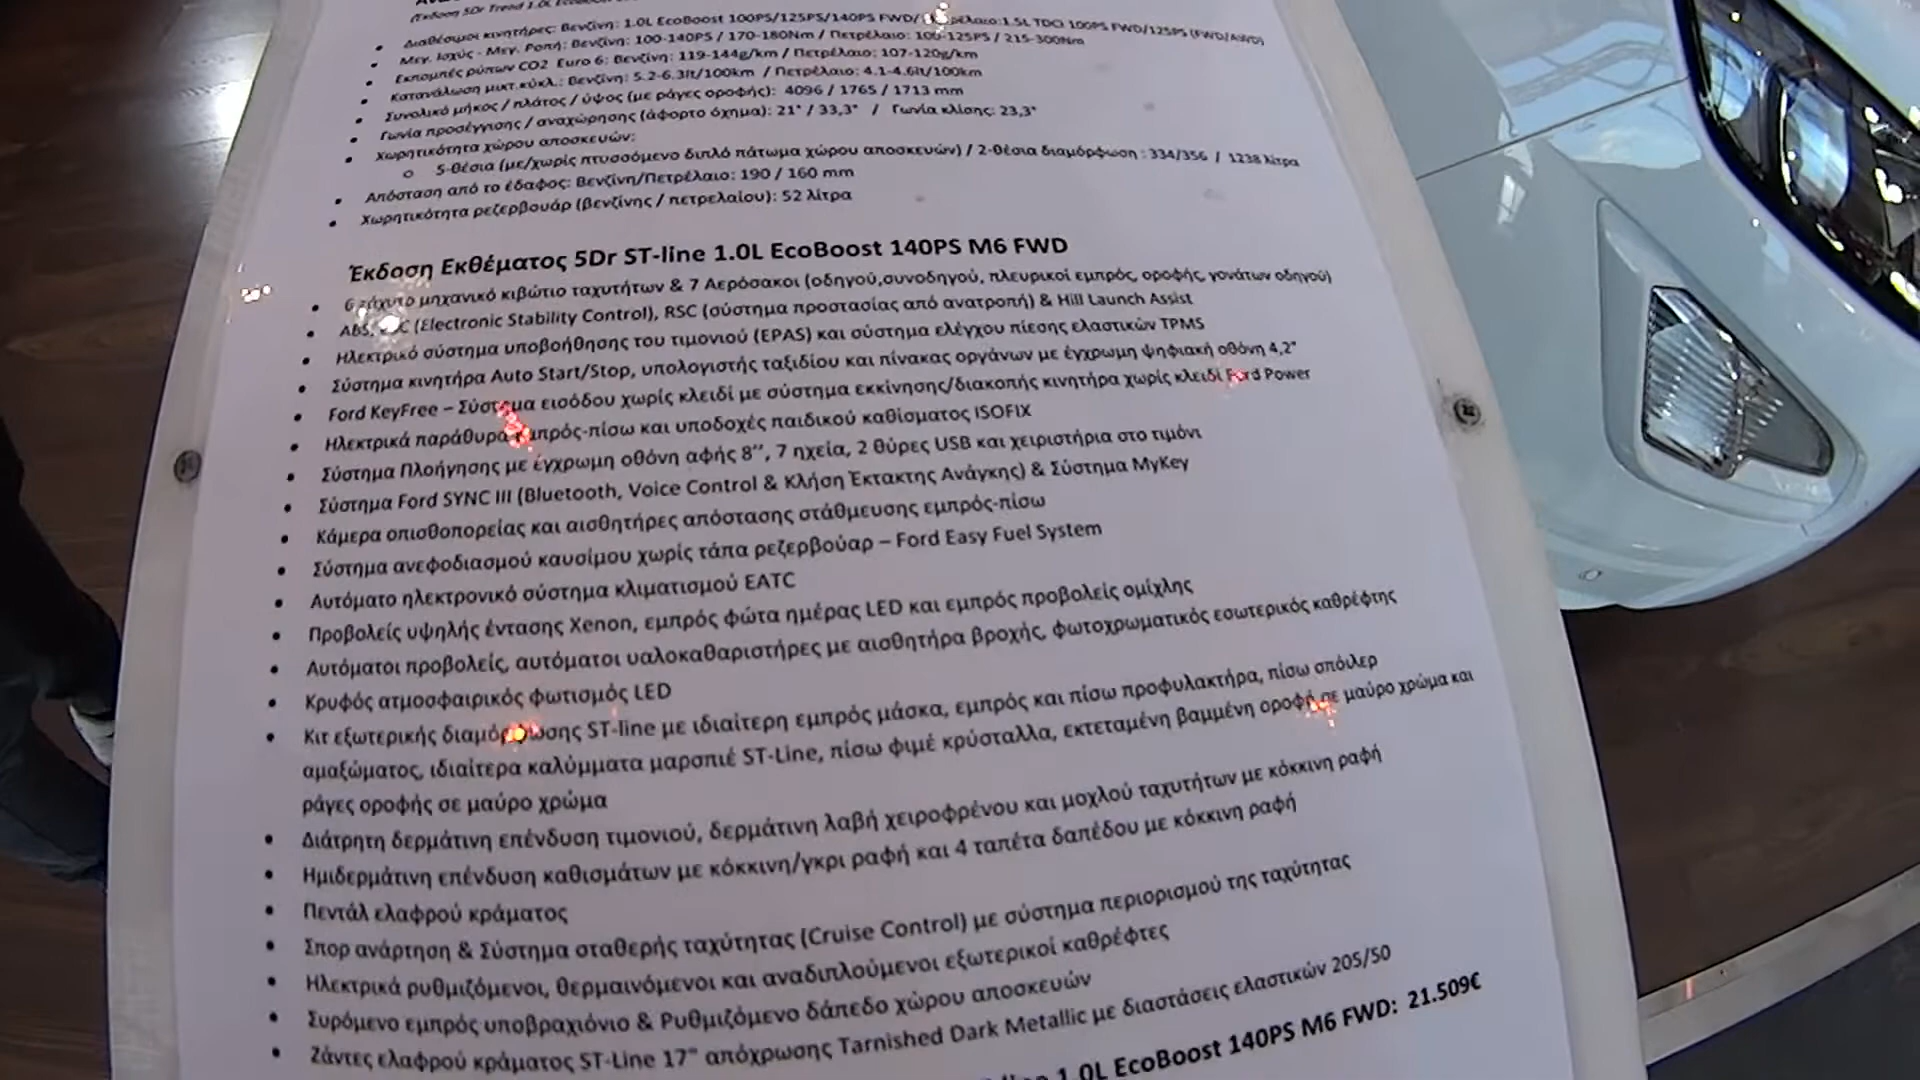 (Έκδοση 5Dr Trend 1.0L
Διαθέσιμοι κινητήρες: Βενζίνη: 1.0L EcoBoost 100PS/125PS/140PS FWD/ 1.5L TDCi 100PS FWD/125PS (FWD/AWD)
Μεγ. Ισχύς - Μεγ. Ροπή: Βενζίνη: 100-140PS / 170-180Nm / Πετρέλαιο: 100-125PS / 215-300Nm
Εκπομπές ρύπων CO2 Euro 6: Βενζίνη: 119-144g/km / Πετρέλαιο: 107-120g/km
Κατανάλωση μικτ.κύκλ.: Βενζίνη: 5.2-6.3lt/100km / Πετρέλαιο: 4.1-4.6lt/100km
Συνολικό μήκος / πλάτος / ύψος (με ράγες οροφής): 4096 / 1765 / 1713 mm
Γωνία προσέγγισης / αναχώρησης (άφορτο όχημα): 21° / 33,3° / Γωνία κλίσης: 23,3°
Χωρητικότητα χώρου αποσκευών:
5-θέσια (με/χωρίς πτυσσόμενο διπλό πάτωμα χώρου αποσκευών) / 2-θέσια διαμόρφωση : 334/356 / 1238 λίτρα
Απόσταση από το έδαφος: Βενζίνη/Πετρέλαιο: 190 / 160 mm
Χωρητικότητα ρεζερβουάρ (βενζίνης / πετρελαίου): 52 λίτρα
Έκδοση Εκθέματος 5Dr ST-line 1.0L EcoBoost 140PS M6 FWD
6 τάχυτο μηχανικό κιβώτιο ταχυτήτων & 7 Αερόσακοι (οδηγού,συνοδηγού, πλευρικοί εμπρός, οροφής, γονάτων οδηγού)
ABS, (Electronic Stability Control), RSC (σύστημα προστασίας από ανατροπή) & Hill Launch Assist
Ηλεκτρικό σύστημα υποβοήθησης του τιμονιού (EPAS) και σύστημα ελέγχου πίεσης ελαστικών TPMS
Σύστημα κινητήρα Auto Start/Stop, υπολογιστής ταξιδίου και πίνακας οργάνων με έγχρωμη ψηφιακή οθόνη 4,2"
Ford KeyFree – Σύστημα εισόδου χωρίς κλειδί με σύστημα εκκίνησης/διακοπής κινητήρα χωρίς κλειδί Ford Power
Ηλεκτρικά παράθυρα εμπρός-πίσω και υποδοχές παιδικού καθίσματος ISOFIX
Σύστημα Πλοήγησης με έγχρωμη οθόνη αφής 8’’, 7 ηχεία, 2 θύρες USB και χειριστήρια στο τιμόνι
Σύστημα Ford SYNC III (Bluetooth, Voice Control & Κλήση Έκτακτης Ανάγκης) & Σύστημα MyKey
Κάμερα οπισθοπορείας και αισθητήρες απόστασης στάθμευσης εμπρός-πίσω
Σύστημα ανεφοδιασμού καυσίμου χωρίς τάπα ρεζερβουάρ – Ford Easy Fuel System
Αυτόματο ηλεκτρονικό σύστημα κλιματισμού EATC
Προβολείς υψηλής έντασης Xenon, εμπρός φώτα ημέρας LED και εμπρός προβολείς ομίχλης
Αυτόματοι προβολείς, αυτόματοι υαλοκαθαριστήρες με αισθητήρα βροχής, φωτοχρωματικός εσωτερικός καθρέφτης
Κρυφός ατμοσφαιρικός φωτισμός LED
Κιτ εξωτερικής διαμόρφωσης ST-line με ιδιαίτερη εμπρός μάσκα, εμπρός και πίσω προφυλακτήρα, πίσω σπόιλερ
αμαξώματος, ιδιαίτερα καλύμματα μαρσπιέ ST-Line, πίσω φιμέ κρύσταλλα, εκτεταμένη βαμμένη οροφή σε μαύρο χρώμα και
ράγες οροφής σε μαύρο χρώμα
Διάτρητη δερμάτινη επένδυση τιμονιού, δερμάτινη λαβή χειροφρένου και μοχλού ταχυτήτων με κόκκινη ραφή
Ημιδερμάτινη επένδυση καθισμάτων με κόκκινη/γκρι ραφή και 4 ταπέτα δαπέδου με κόκκινη ραφή
Πεντάλ ελαφρού κράματος
Σπορ ανάρτηση & Σύστημα σταθερής ταχύτητας (Cruise Control) με σύστημα περιορισμού της ταχύτητας
Ηλεκτρικά ρυθμιζόμενοι, θερμαινόμενοι και αναδιπλούμενοι εξωτερικοί καθρέφτες
Συρόμενο εμπρός υποβραχιόνιο & Ρυθμιζόμενο δάπεδο χώρου αποσκευών
Ζάντες ελαφρού κράματος ST-Line 17" απόχρωσης Tarnished Dark Metallic με διαστάσεις ελαστικών 205/50
1.0L EcoBoost 140PS M6 FWD: 21.509€